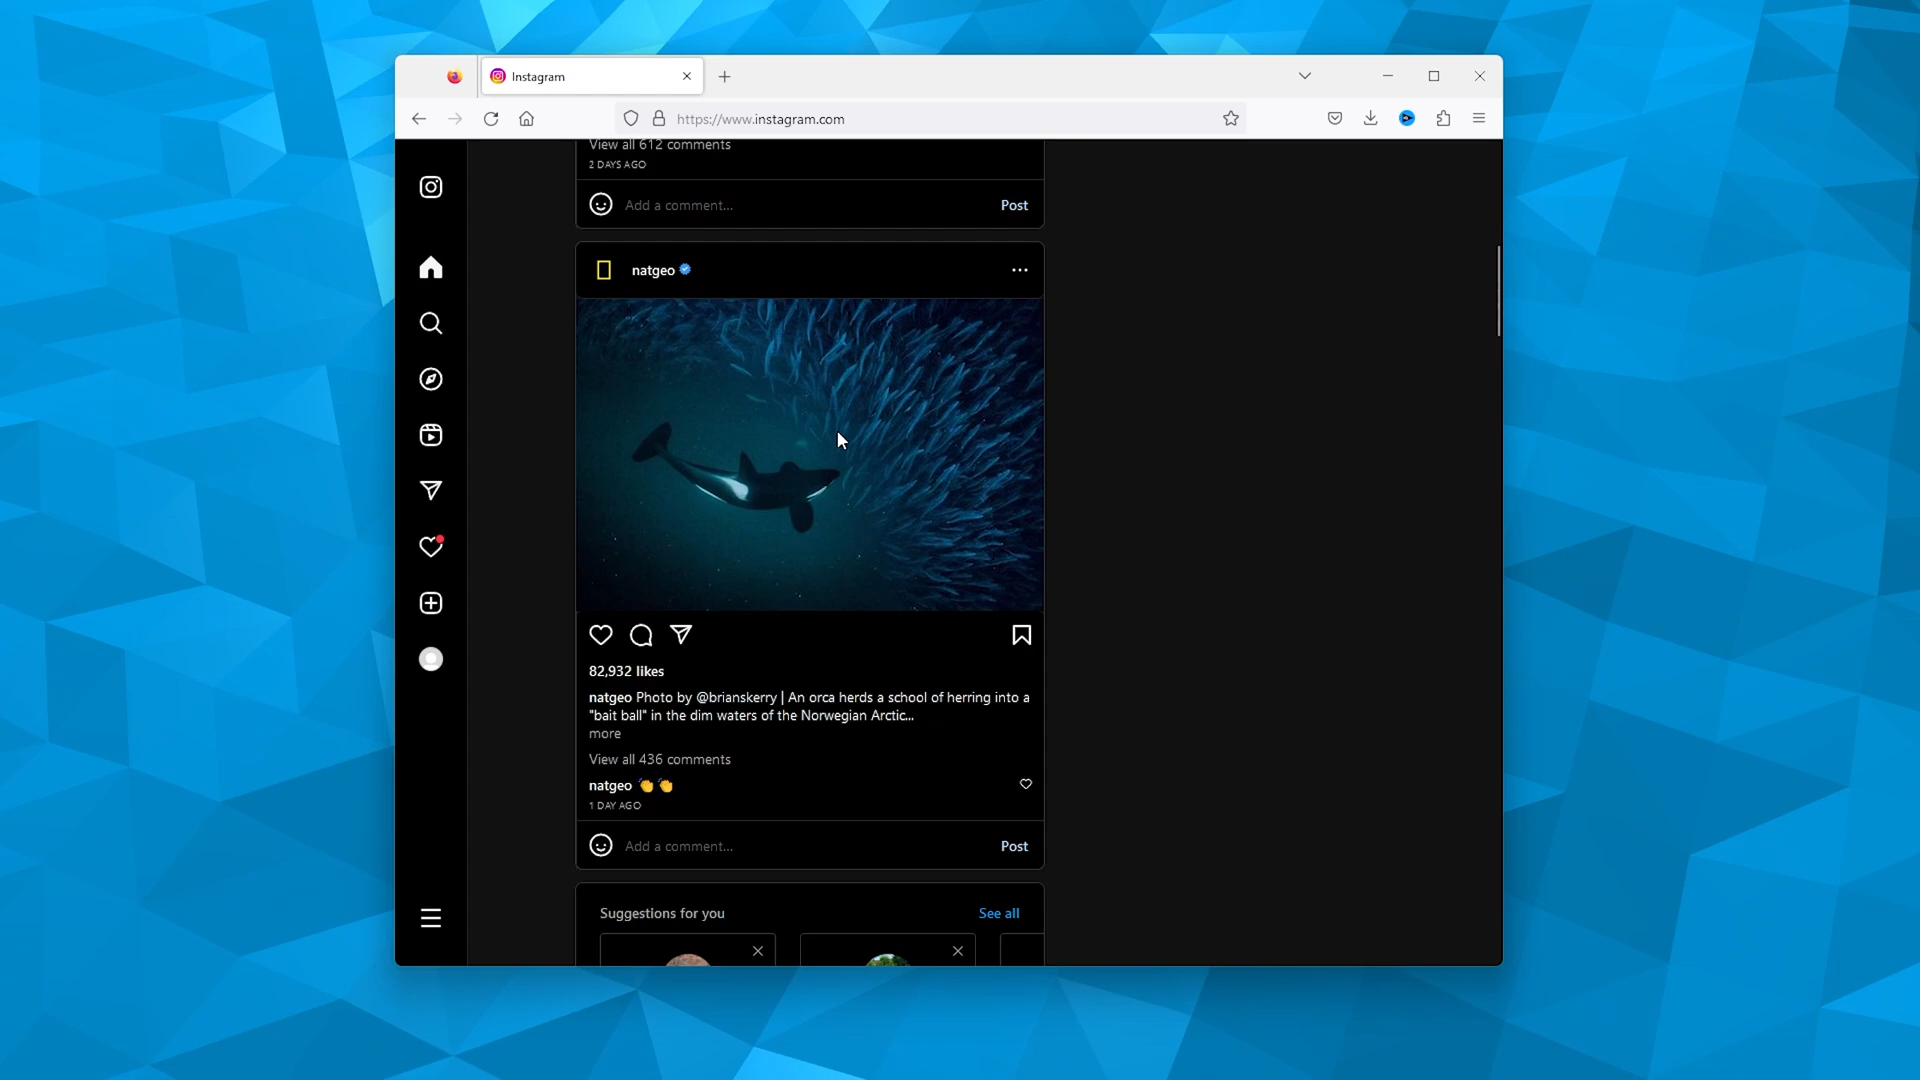 Instagram
https://www.instagram.com
View all 612 comments
2 DAYS AGO
Add a comment...
Post
natgeo
82,932 likes
natgeo Photo by @brianskerry | An orca herds a school of herring into a
"bait ball" in the dim waters of the Norwegian Arctic...
more
View all 436 comments
natgeo 👏👏
1 DAY AGO
Add a comment...
Post
Suggestions for you
See all